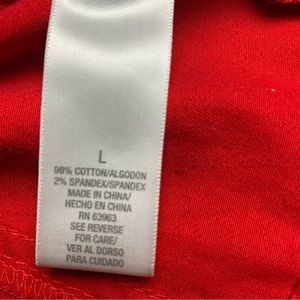 L
98% COTTON/ALGODON
2% SPANDEX/SPANDEX
MADE IN CHINA/
HECHO EN CHINA
RN 63963
SEE REVERSE
FOR CARE/
VER AL DORSO
PARA CUIDADO